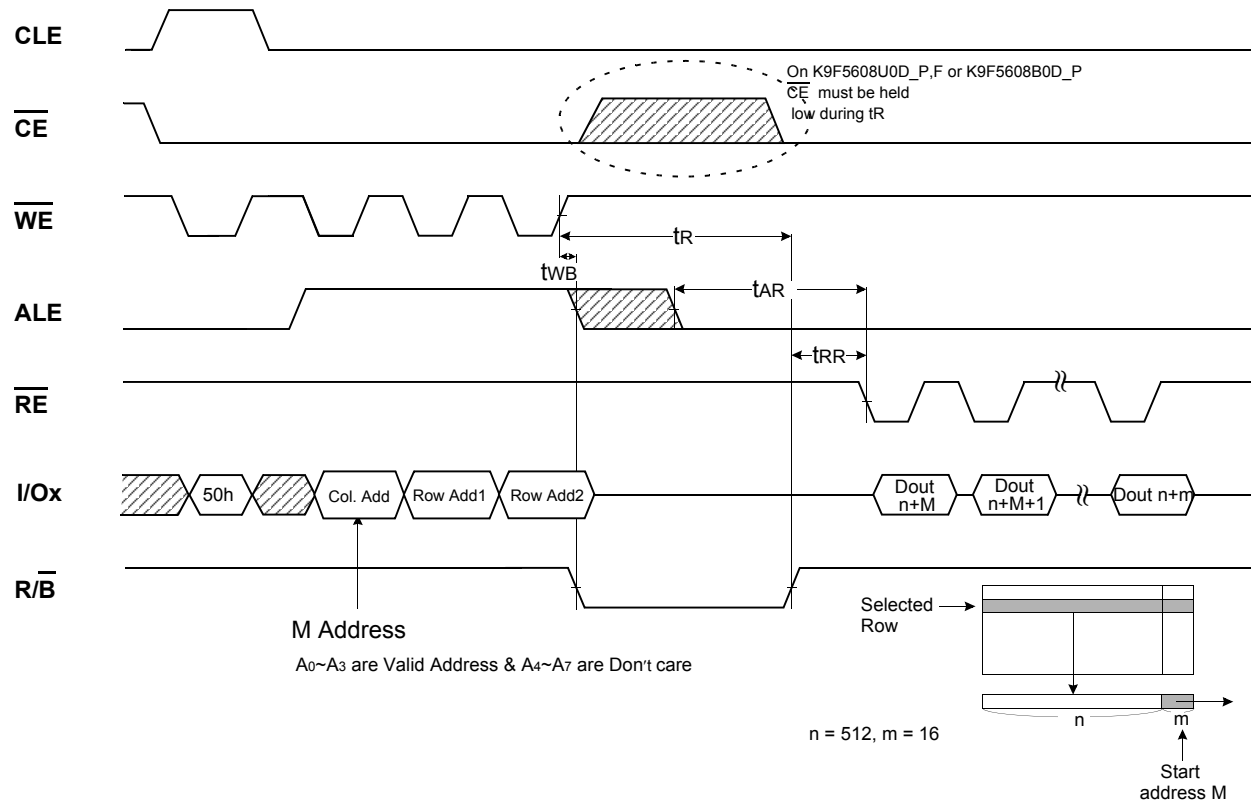 CLE
On K9F5608U0D_P,F or K9F5608B0D_P
CE must be held
low during tR
CE
WE
tR
tWB
tAR
ALE
tRR
RE
I/Ox
50h
Col. Add
Row Add1
Row Add2
Dout
n+M
Dout
n+M+1
Dout n+m
R/B
M Address
A0~A3 are Valid Address & A4~A7 are Don't care
Selected
Row
n
m
n = 512, m = 16
Start
address M